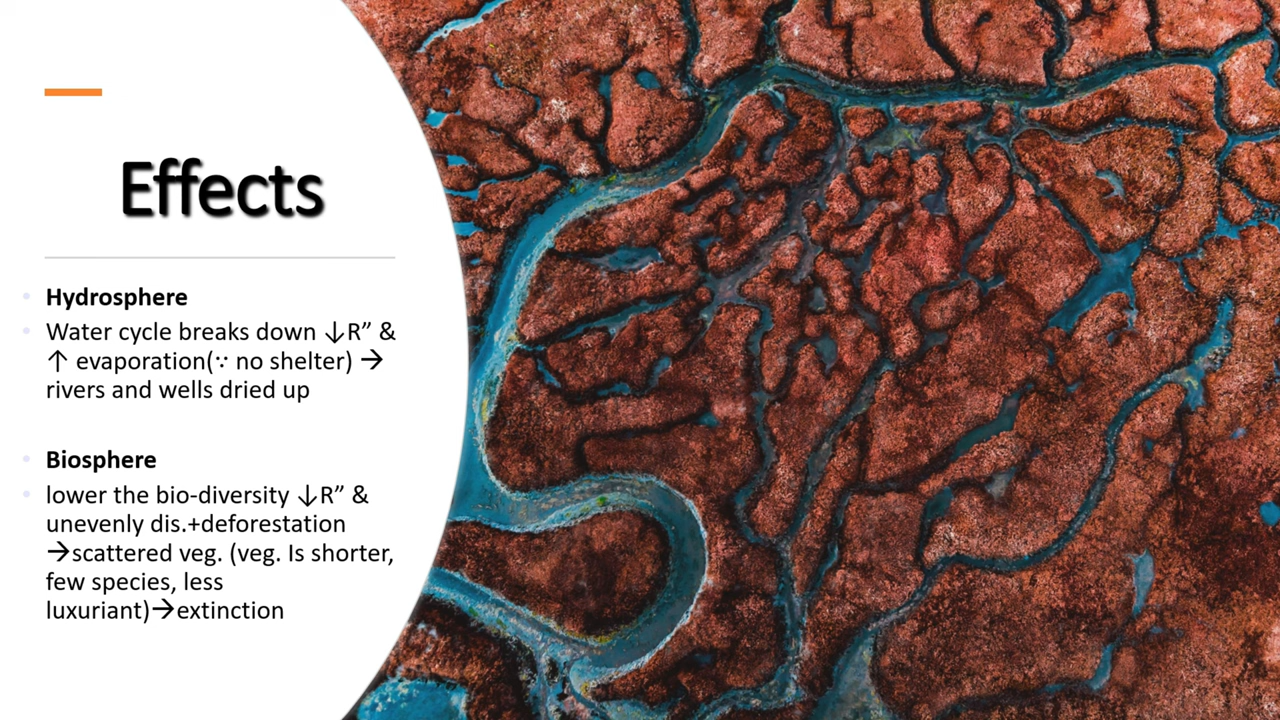 Effects
Hydrosphere
Water cycle breaks down ↓R” &
↑ evaporation(∵ no shelter) →
rivers and wells dried up
Biosphere
lower the bio-diversity ↓R” &
unevenly dis.+deforestation
→scattered veg. (veg. Is shorter,
few species, less
luxuriant)→extinction